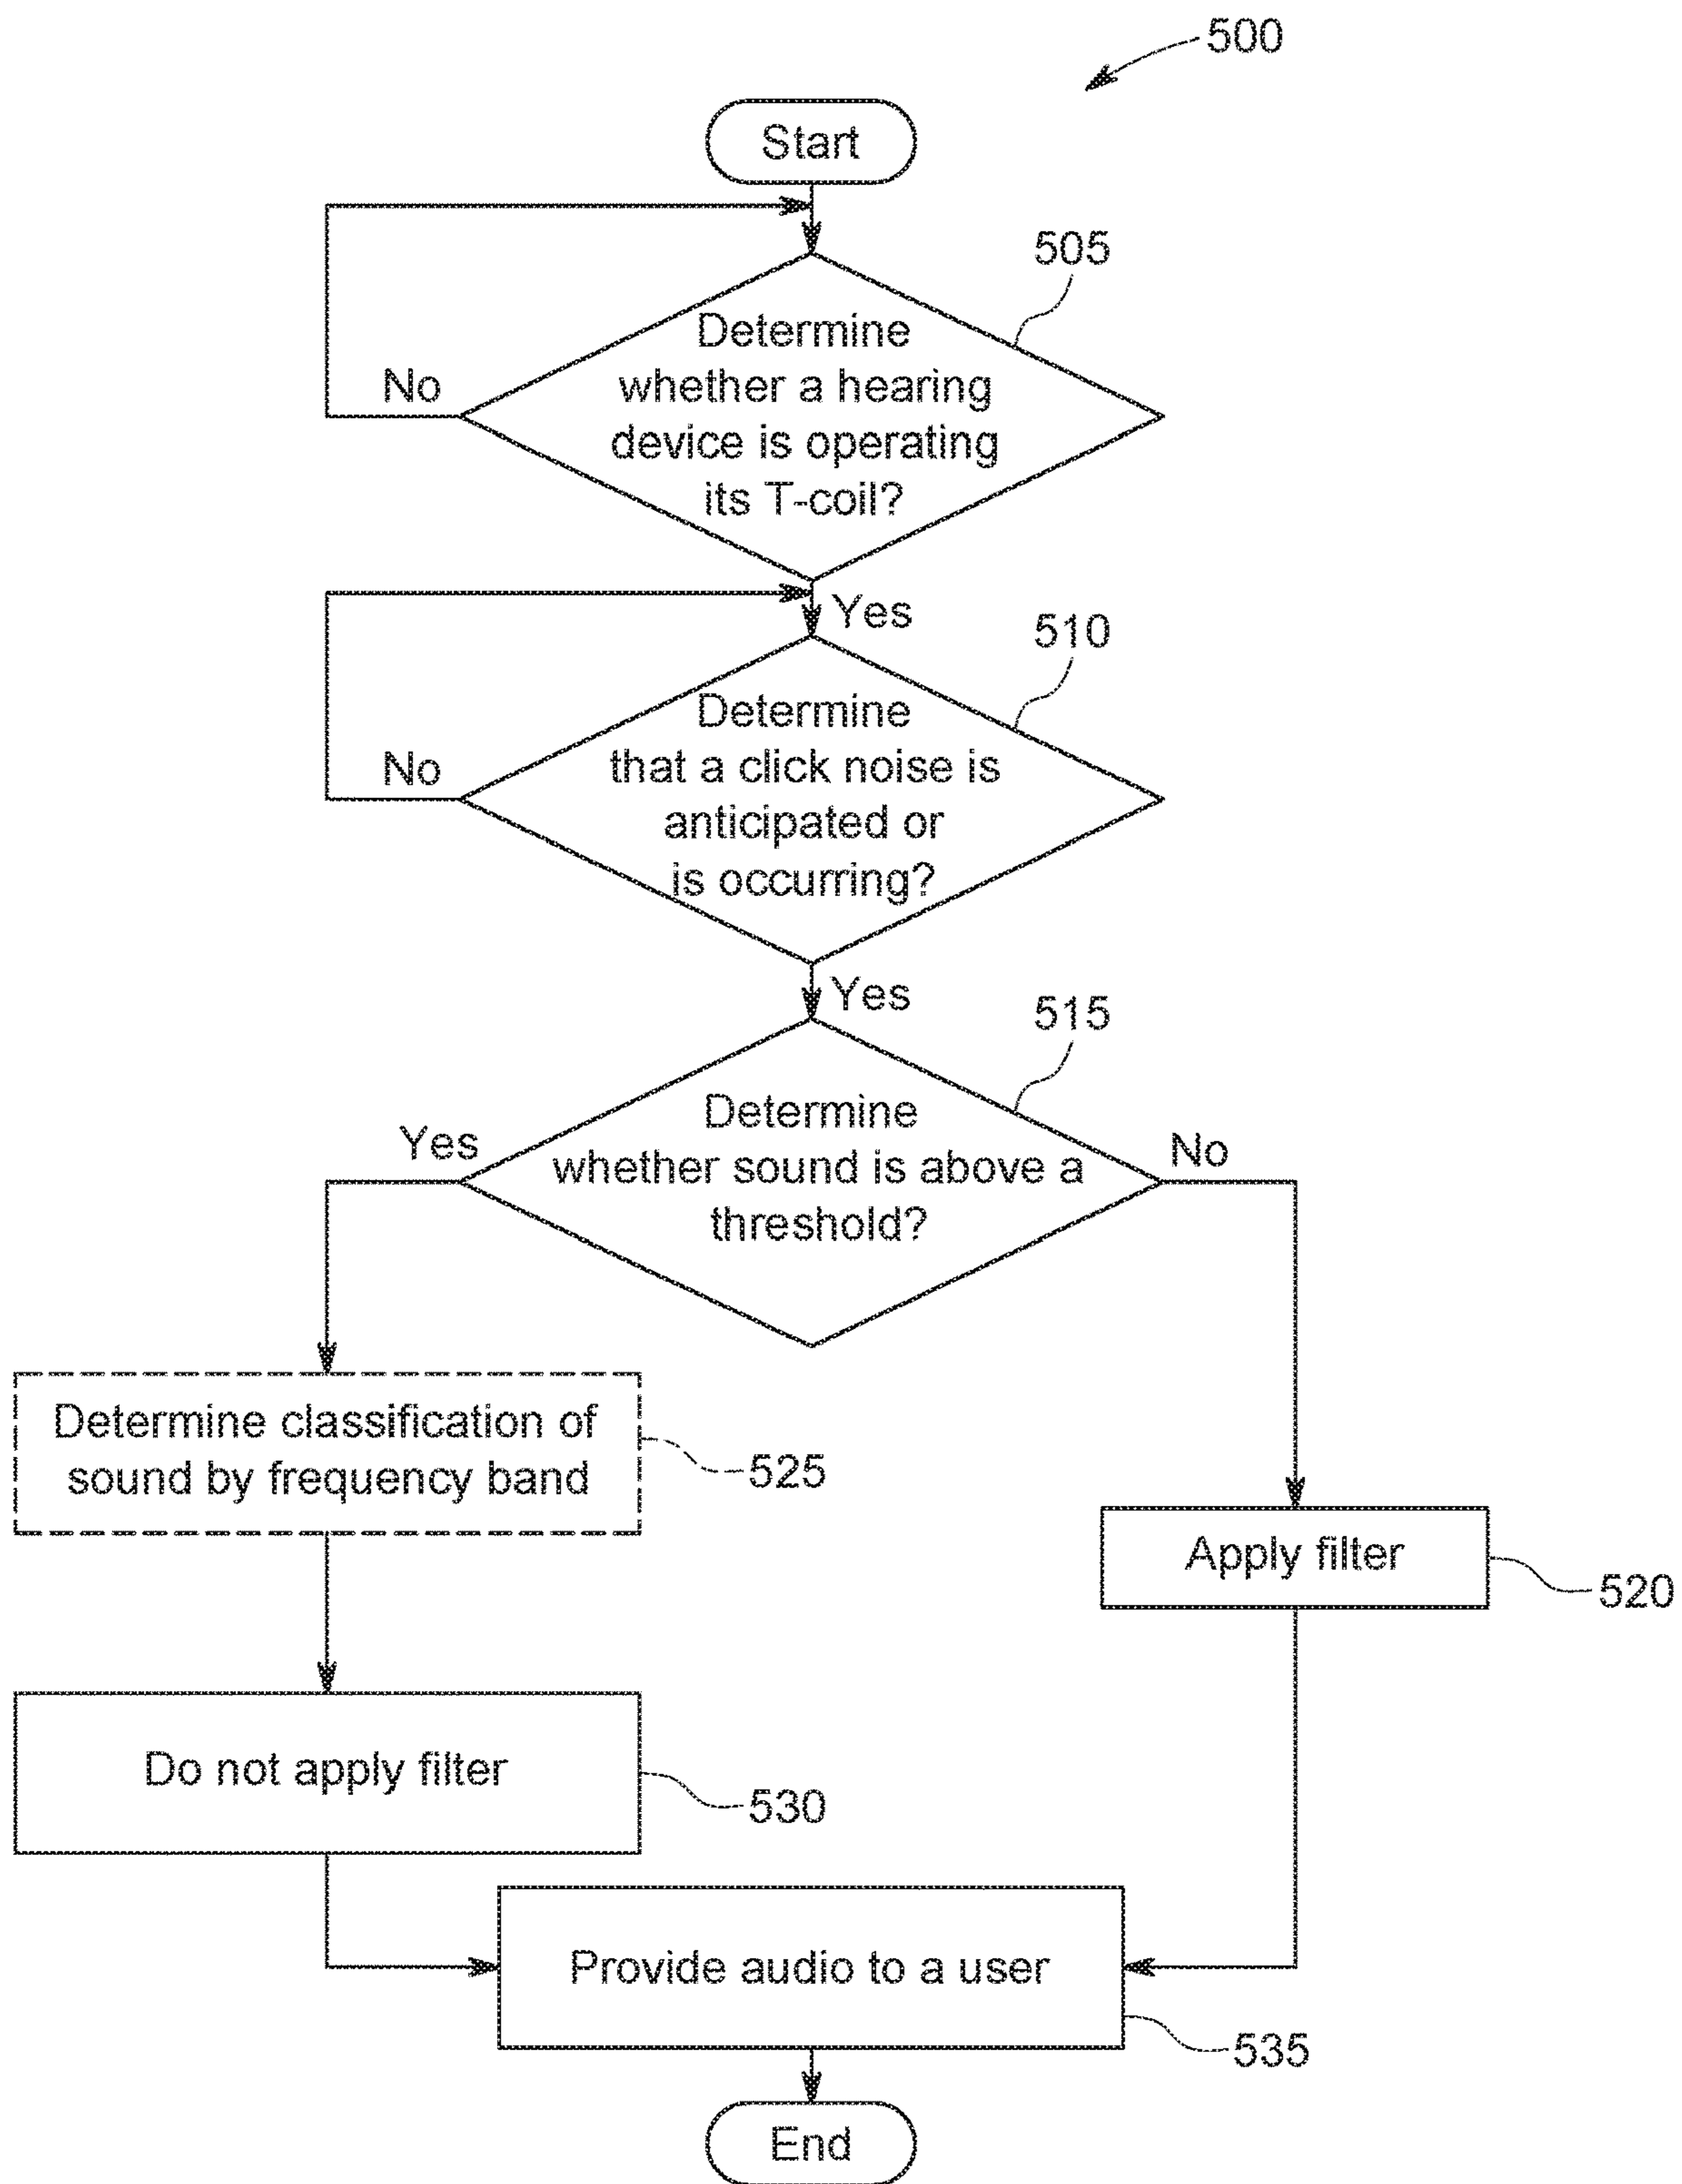 500
Start
505
Determine
whether a hearing
device is operating
its T-coil?
No
Yes
510
Determine
that a click noise is
anticipated or
is occurring?
No
Yes
515
Determine
whether sound is above a
threshold?
Yes
No
Determine classification of
sound by frequency band
525
Apply filter
520
Do not apply filter
530
Provide audio to a user
535
End